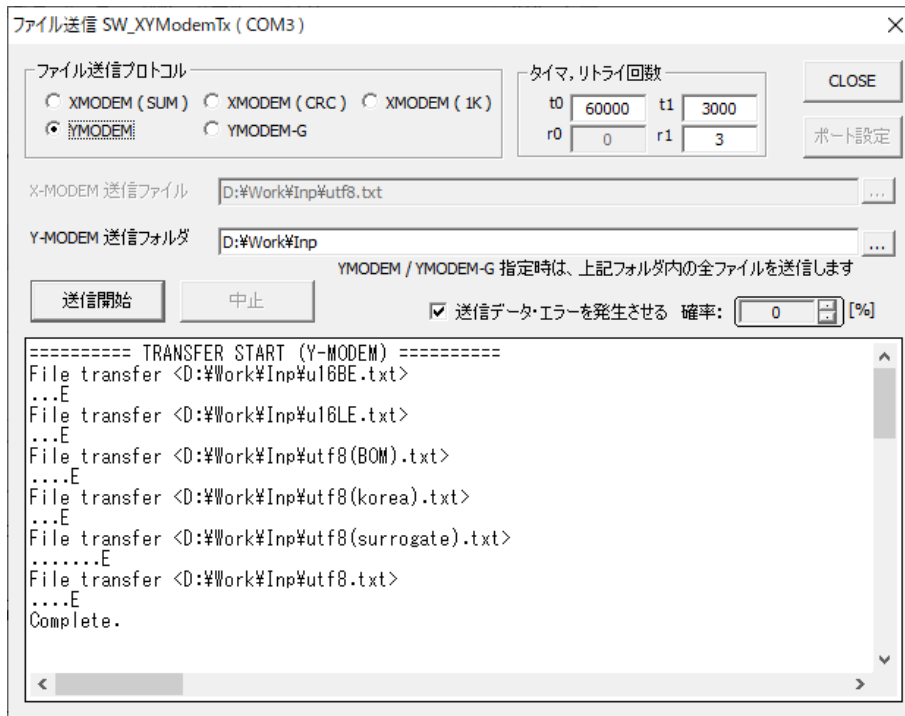 ファイル送信 SW_XYModemTx ( COM3 )
ファイル送信プロトコル
XMODEM ( SUM ) XMODEM ( CRC ) XMODEM ( 1K )
YMODEM YMODEM-G
タイマ,リトライ回数
t0 60000 t1 3000
r0 0 r1 3
CLOSE
ポート設定
X-MODEM 送信ファイル D:¥Work¥Inp¥utf8.txt ...
Y-MODEM 送信フォルダ D:¥Work¥Inp ...
YMODEM / YMODEM-G 指定時は、上記フォルダ内の全ファイルを送信します
送信開始 中止 送信データ・エラーを発生させる 確率: 0 [%]
========== TRANSFER START (Y-MODEM) ==========
File transfer <D:¥Work¥Inp¥u16BE.txt>
...E
File transfer <D:¥Work¥Inp¥u16LE.txt>
...E
File transfer <D:¥Work¥Inp¥utf8(BOM).txt>
....E
File transfer <D:¥Work¥Inp¥utf8(korea).txt>
...E
File transfer <D:¥Work¥Inp¥utf8(surrogate).txt>
.......E
File transfer <D:¥Work¥Inp¥utf8.txt>
....E
Complete.